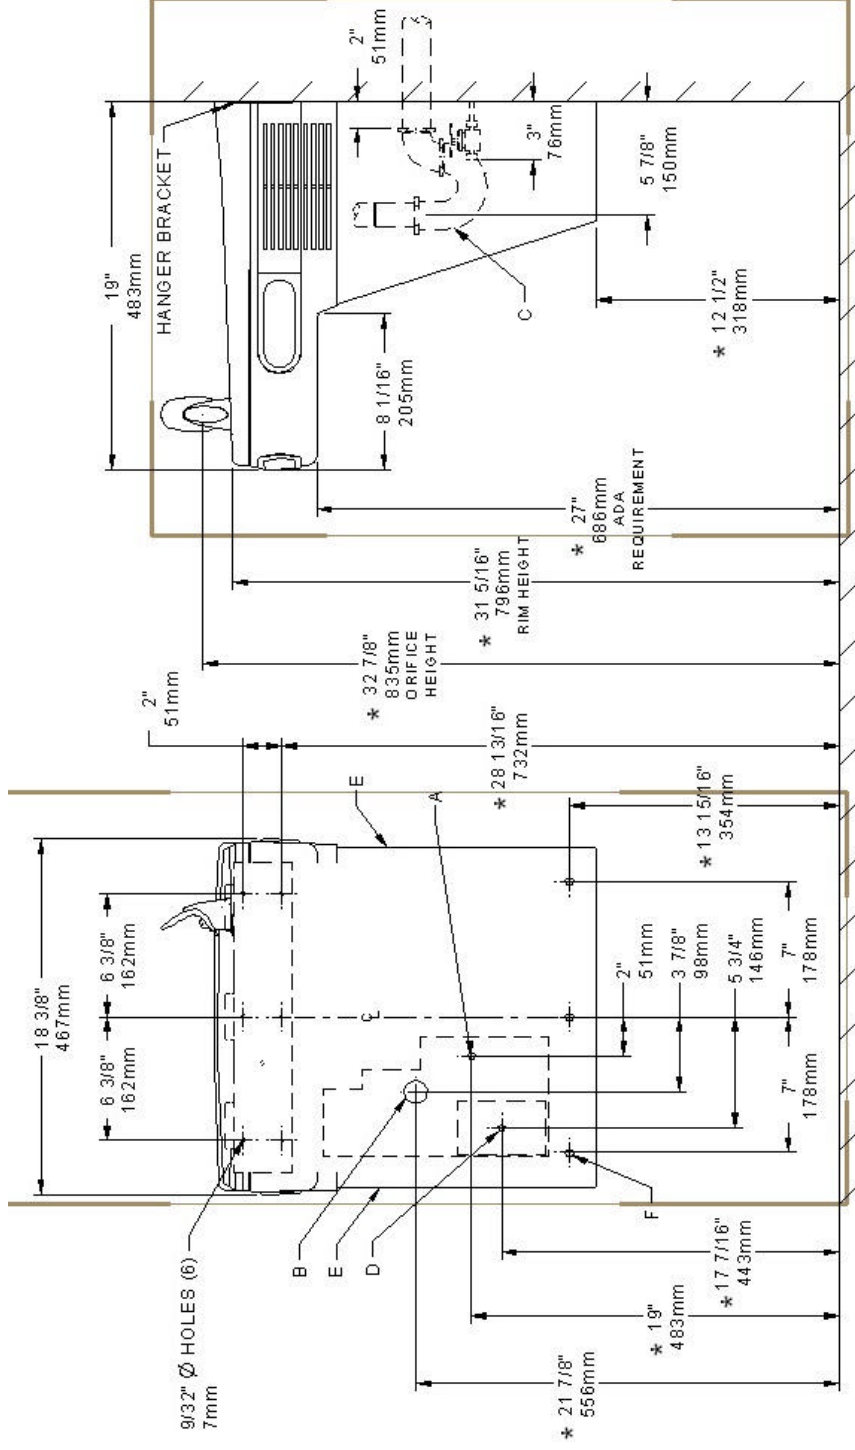 18 3/8"
467mm
6 3/8"
162mm
6 3/8"
162mm
9/32" Ø HOLES (6)
7mm
2"
51mm
* 28 13/16"
732mm
B
E
D
E
A
F
℄
2"
51mm
3 7/8"
98mm
5 3/4"
146mm
7"
178mm
7"
178mm
*13 15/16"
354mm
*17 7/16"
443mm
* 19"
483mm
* 21 7/8"
556mm
19"
483mm
HANGER BRACKET
2"
51mm
3"
76mm
5 7/8"
150mm
C
8 1/16"
205mm
* 12 1/2"
318mm
* 27"
686mm
ADA
REQUIREMENT
* 31 5/16"
796mm
RIM HEIGHT
* 32 7/8"
835mm
ORIFICE
HEIGHT